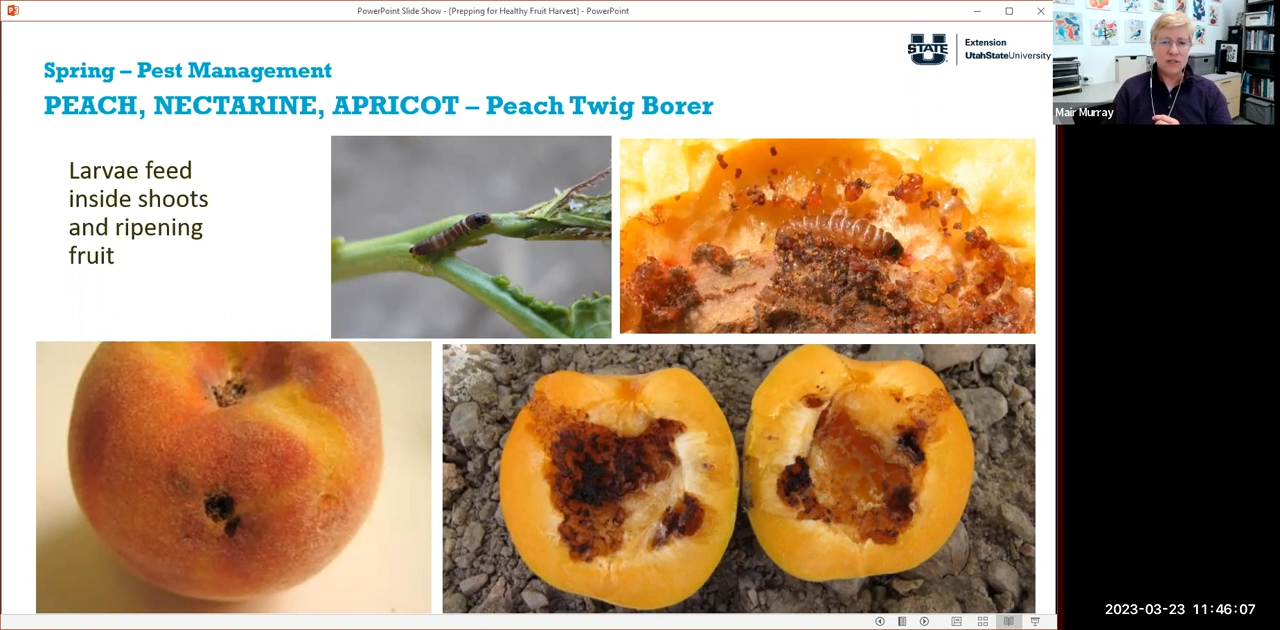 PowerPoint Slide Show - [Prepping for Healthy Fruit Harvest] - PowerPoint
U
STATE
Extension
UtahStateUniversity
Spring – Pest Management
PEACH, NECTARINE, APRICOT – Peach Twig Borer
Mair Murray
Larvae feed
inside shoots
and ripening
fruit
2023-03-23 11:46:07